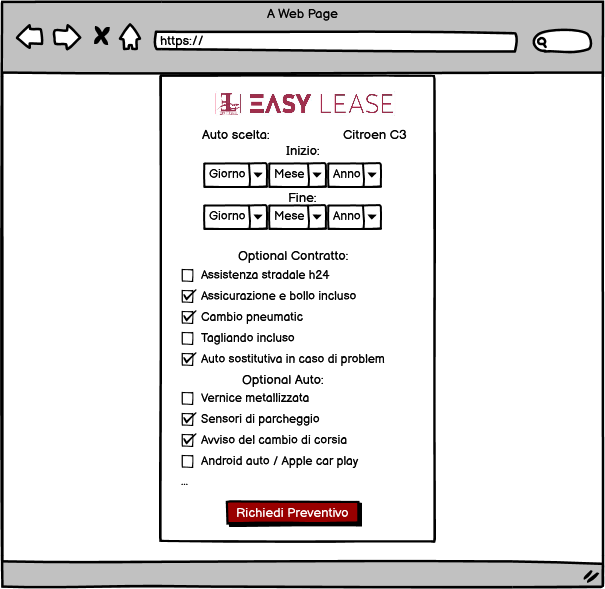 A Web Page
https://
EASY LEASE
Auto scelta: Citroen C3
Inizio:
Giorno Mese Anno
Fine:
Giorno Mese Anno
Optional Contratto:
Assistenza stradale h24
Assicurazione e bollo incluso
Cambio pneumatic
Tagliando incluso
Auto sostitutiva in caso di problem
Optional Auto:
Vernice metallizzata
Sensori di parcheggio
Avviso del cambio di corsia
Android auto / Apple car play
...
Richiedi Preventivo